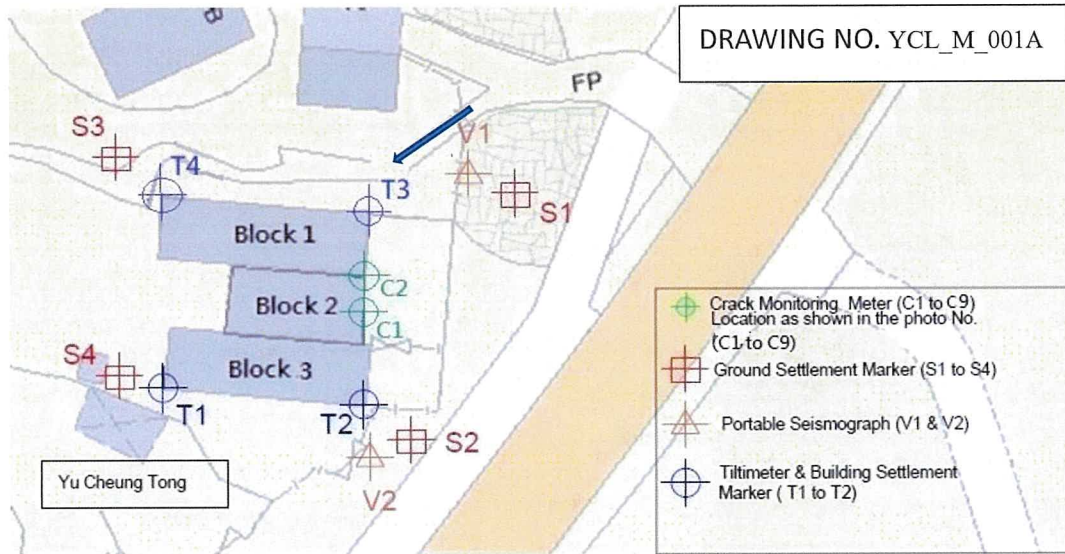 DRAWING NO. YCL_M_001A
B
FP
S3
V1
T4
T3
S1
Block 1
C2
Block 2
C1
S4
Block 3
T1
T2
S2
V2
Yu Cheung Tong
Crack Monitoring Meter (C1 to C9)
Location as shown in the photo No.
(C1 to C9)
Ground Settlement Marker (S1 to S4)
Portable Seismograph (V1 & V2)
Tiltimeter & Building Settlement
Marker ( T1 to T2)